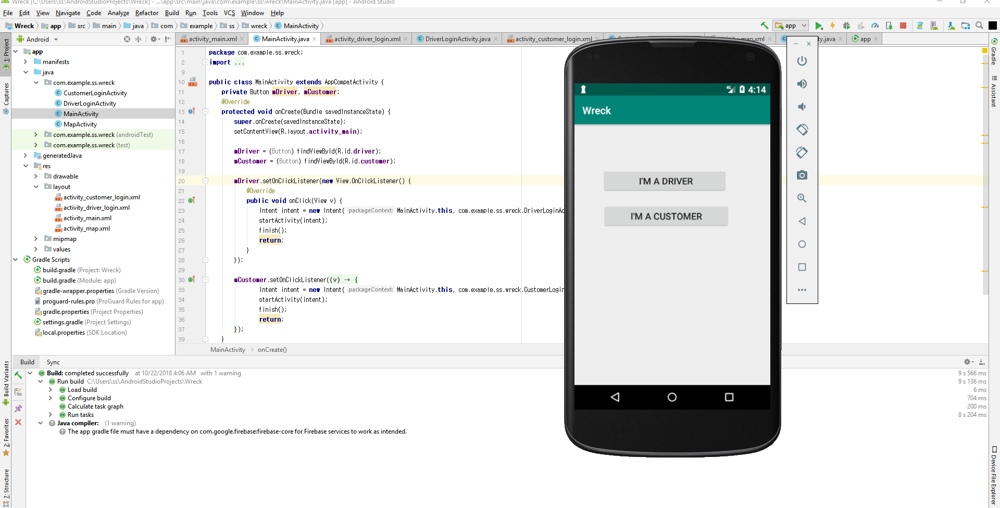 Wreck [C:\Users\ss\AndroidStudioProjects\Wreck] - ...\app\src\main\java\com\example\ss\wreck\MainActivity.java [app] - Android Studio
File Edit View Navigate Code Analyze Refactor Build Run Tools VCS Window Help
Wreck app src main java com example ss wreck MainActivity
app
Android
activity_main.xml MainActivity.java activity_driver_login.xml DriverLoginActivity.java activity_customer_login.xml app
1: Project
Captures
Build Variants
2: Favorites
7: Structure
app
manifests
java
com.example.ss.wreck
CustomerLoginActivity
DriverLoginActivity
MainActivity
MapActivity
com.example.ss.wreck (androidTest)
com.example.ss.wreck (test)
generatedJava
res
drawable
layout
activity_customer_login.xml
activity_driver_login.xml
activity_main.xml
activity_map.xml
mipmap
values
Gradle Scripts
build.gradle (Project: Wreck)
build.gradle (Module: app)
gradle-wrapper.properties (Gradle Version)
proguard-rules.pro (ProGuard Rules for app)
gradle.properties (Project Properties)
settings.gradle (Project Settings)
local.properties (SDK Location)
1 package com.example.ss.wreck;
2 import ...
9
10 public class MainActivity extends AppCompatActivity {
11 private Button mDriver, mCustomer;
12 @Override
13 protected void onCreate(Bundle savedInstanceState) {
14 super.onCreate(savedInstanceState);
15 setContentView(R.layout.activity_main);
16
17 mDriver = (Button) findViewById(R.id.driver);
18 mCustomer = (Button) findViewById(R.id.customer);
19
20 mDriver.setOnClickListener(new View.OnClickListener() {
21 @Override
22 public void onClick(View v) {
23 Intent intent = new Intent( packageContext: MainActivity.this, com.example.ss.wreck.DriverLoginAc
24 startActivity(intent);
25 finish();
26 return;
27 }
28 });
29
30 mCustomer.setOnClickListener((v) → {
33 Intent intent = new Intent( packageContext: MainActivity.this, com.example.ss.wreck.CustomerLogin
34 startActivity(intent);
35 finish();
36 return;
37 });
39 }
MainActivity onCreate()
4G 4:14
Wreck
I'M A DRIVER
I'M A CUSTOMER
Gradle
Assistant
Device File Explorer
Build Sync
Build: completed successfully at 10/22/2018 4:06 AM with 1 warning 9 s 566 ms
Run build C:\Users\ss\AndroidStudioProjects\Wreck 9 s 136 ms
Load build 6 ms
Configure build 704 ms
Calculate task graph 200 ms
Run tasks 8 s 204 ms
Java compiler: (1 warning)
The app gradle file must have a dependency on com.google.firebase:firebase-core for Firebase services to work as intended.